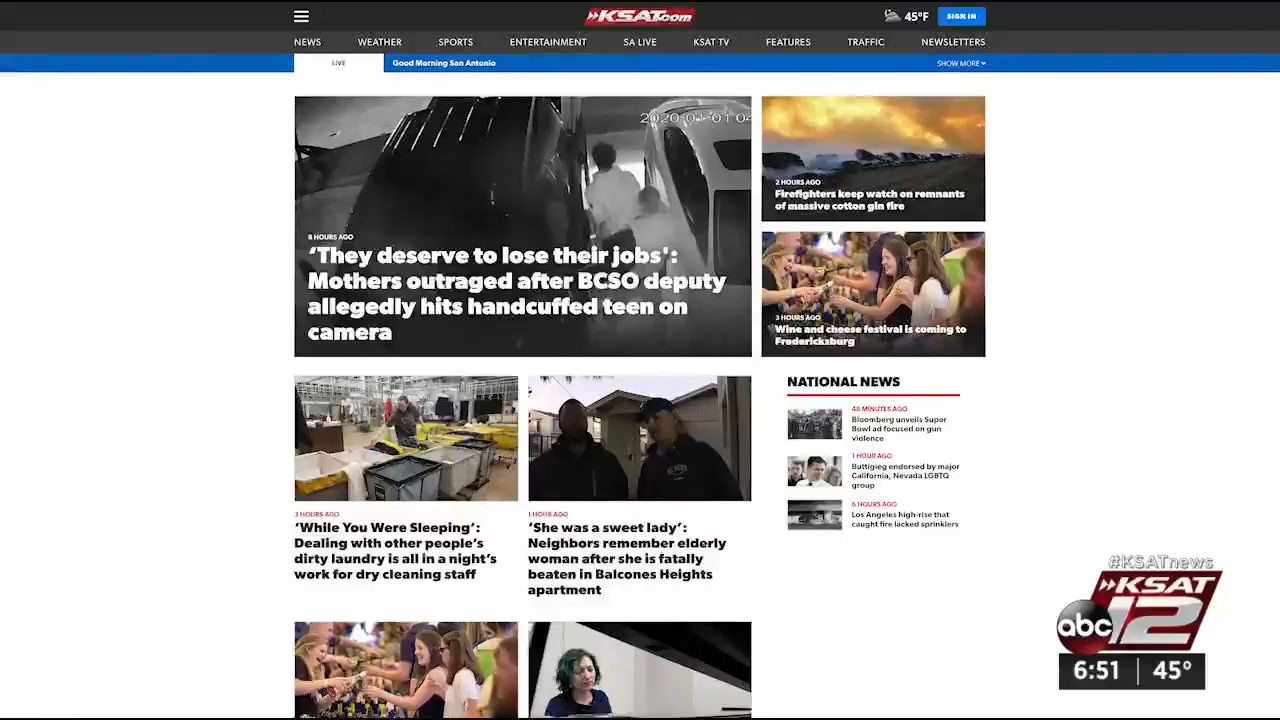 KSAT.com
45°F
SIGN IN
NEWS
WEATHER
SPORTS
ENTERTAINMENT
SA LIVE
KSAT TV
FEATURES
TRAFFIC
NEWSLETTERS
LIVE
Good Morning San Antonio
SHOW MORE
2020-01-01 04
8 HOURS AGO
‘They deserve to lose their jobs':
Mothers outraged after BCSO deputy
allegedly hits handcuffed teen on
camera
2 HOURS AGO
Firefighters keep watch on remnants
of massive cotton gin fire
3 HOURS AGO
Wine and cheese festival is coming to
Fredericksburg
3 HOURS AGO
‘While You Were Sleeping’:
Dealing with other people’s
dirty laundry is all in a night’s
work for dry cleaning staff
1 HOUR AGO
‘She was a sweet lady’:
Neighbors remember elderly
woman after she is fatally
beaten in Balcones Heights
apartment
NATIONAL NEWS
46 MINUTES AGO
Bloomberg unveils Super
Bowl ad focused on gun
violence
1 HOUR AGO
Buttigieg endorsed by major
California, Nevada LGBTQ
group
6 HOURS AGO
Los Angeles high-rise that
caught fire lacked sprinklers
#KSATnews
KSAT
abc 12
6:51 45°